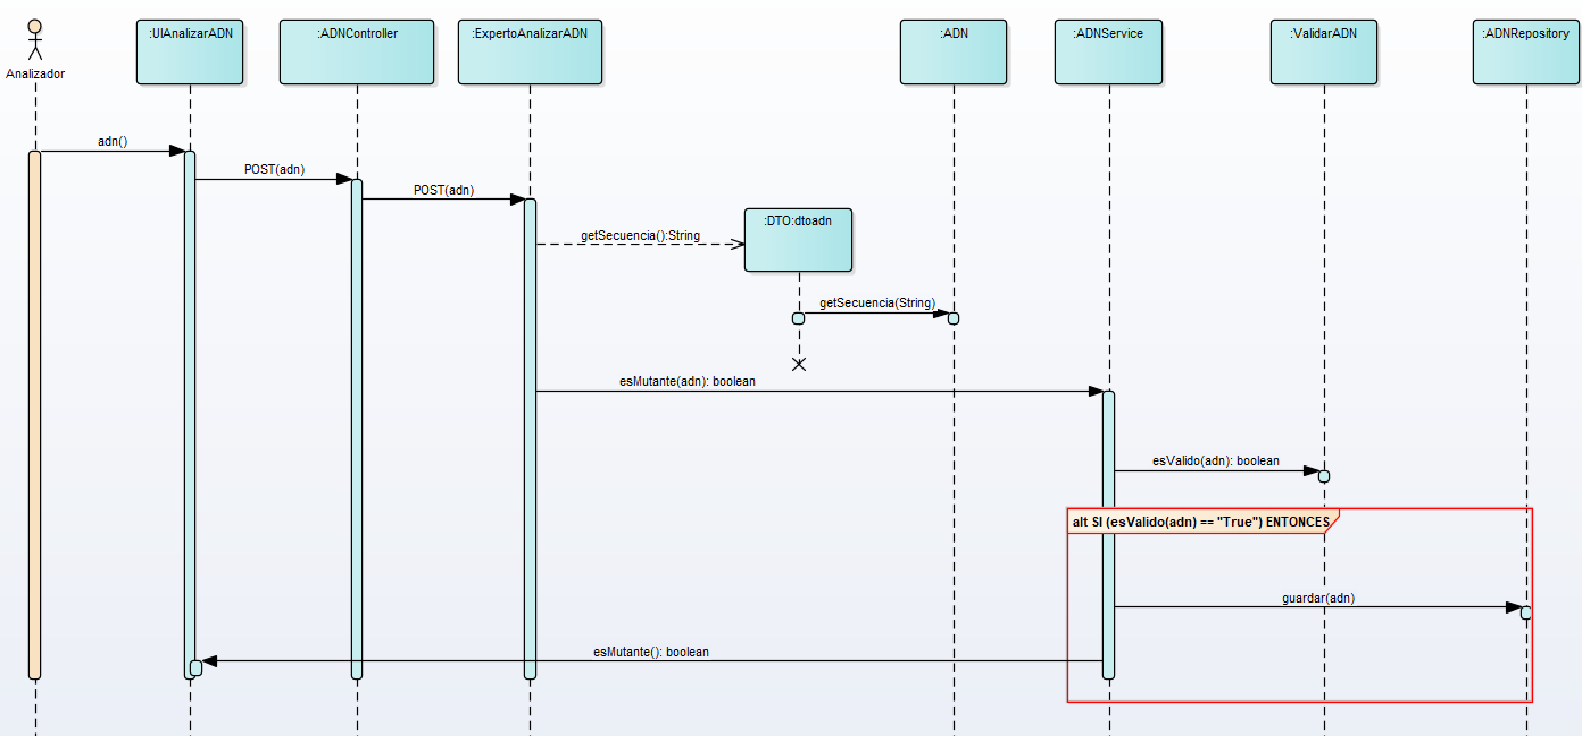 :UIAnalizarADN
:ADNController
:ExpertoAnalizarADN
:ADN
:ADNService
:ValidarADN
:ADNRepository
Analizador
adn()
POST(adn)
POST(adn)
:DTO:dtoadn
getSecuencia():String
getSecuencia(String)
esMutante(adn): boolean
esValido(adn): boolean
alt SI (esValido(adn) == "True") ENTONCES
guardar(adn)
esMutante(): boolean